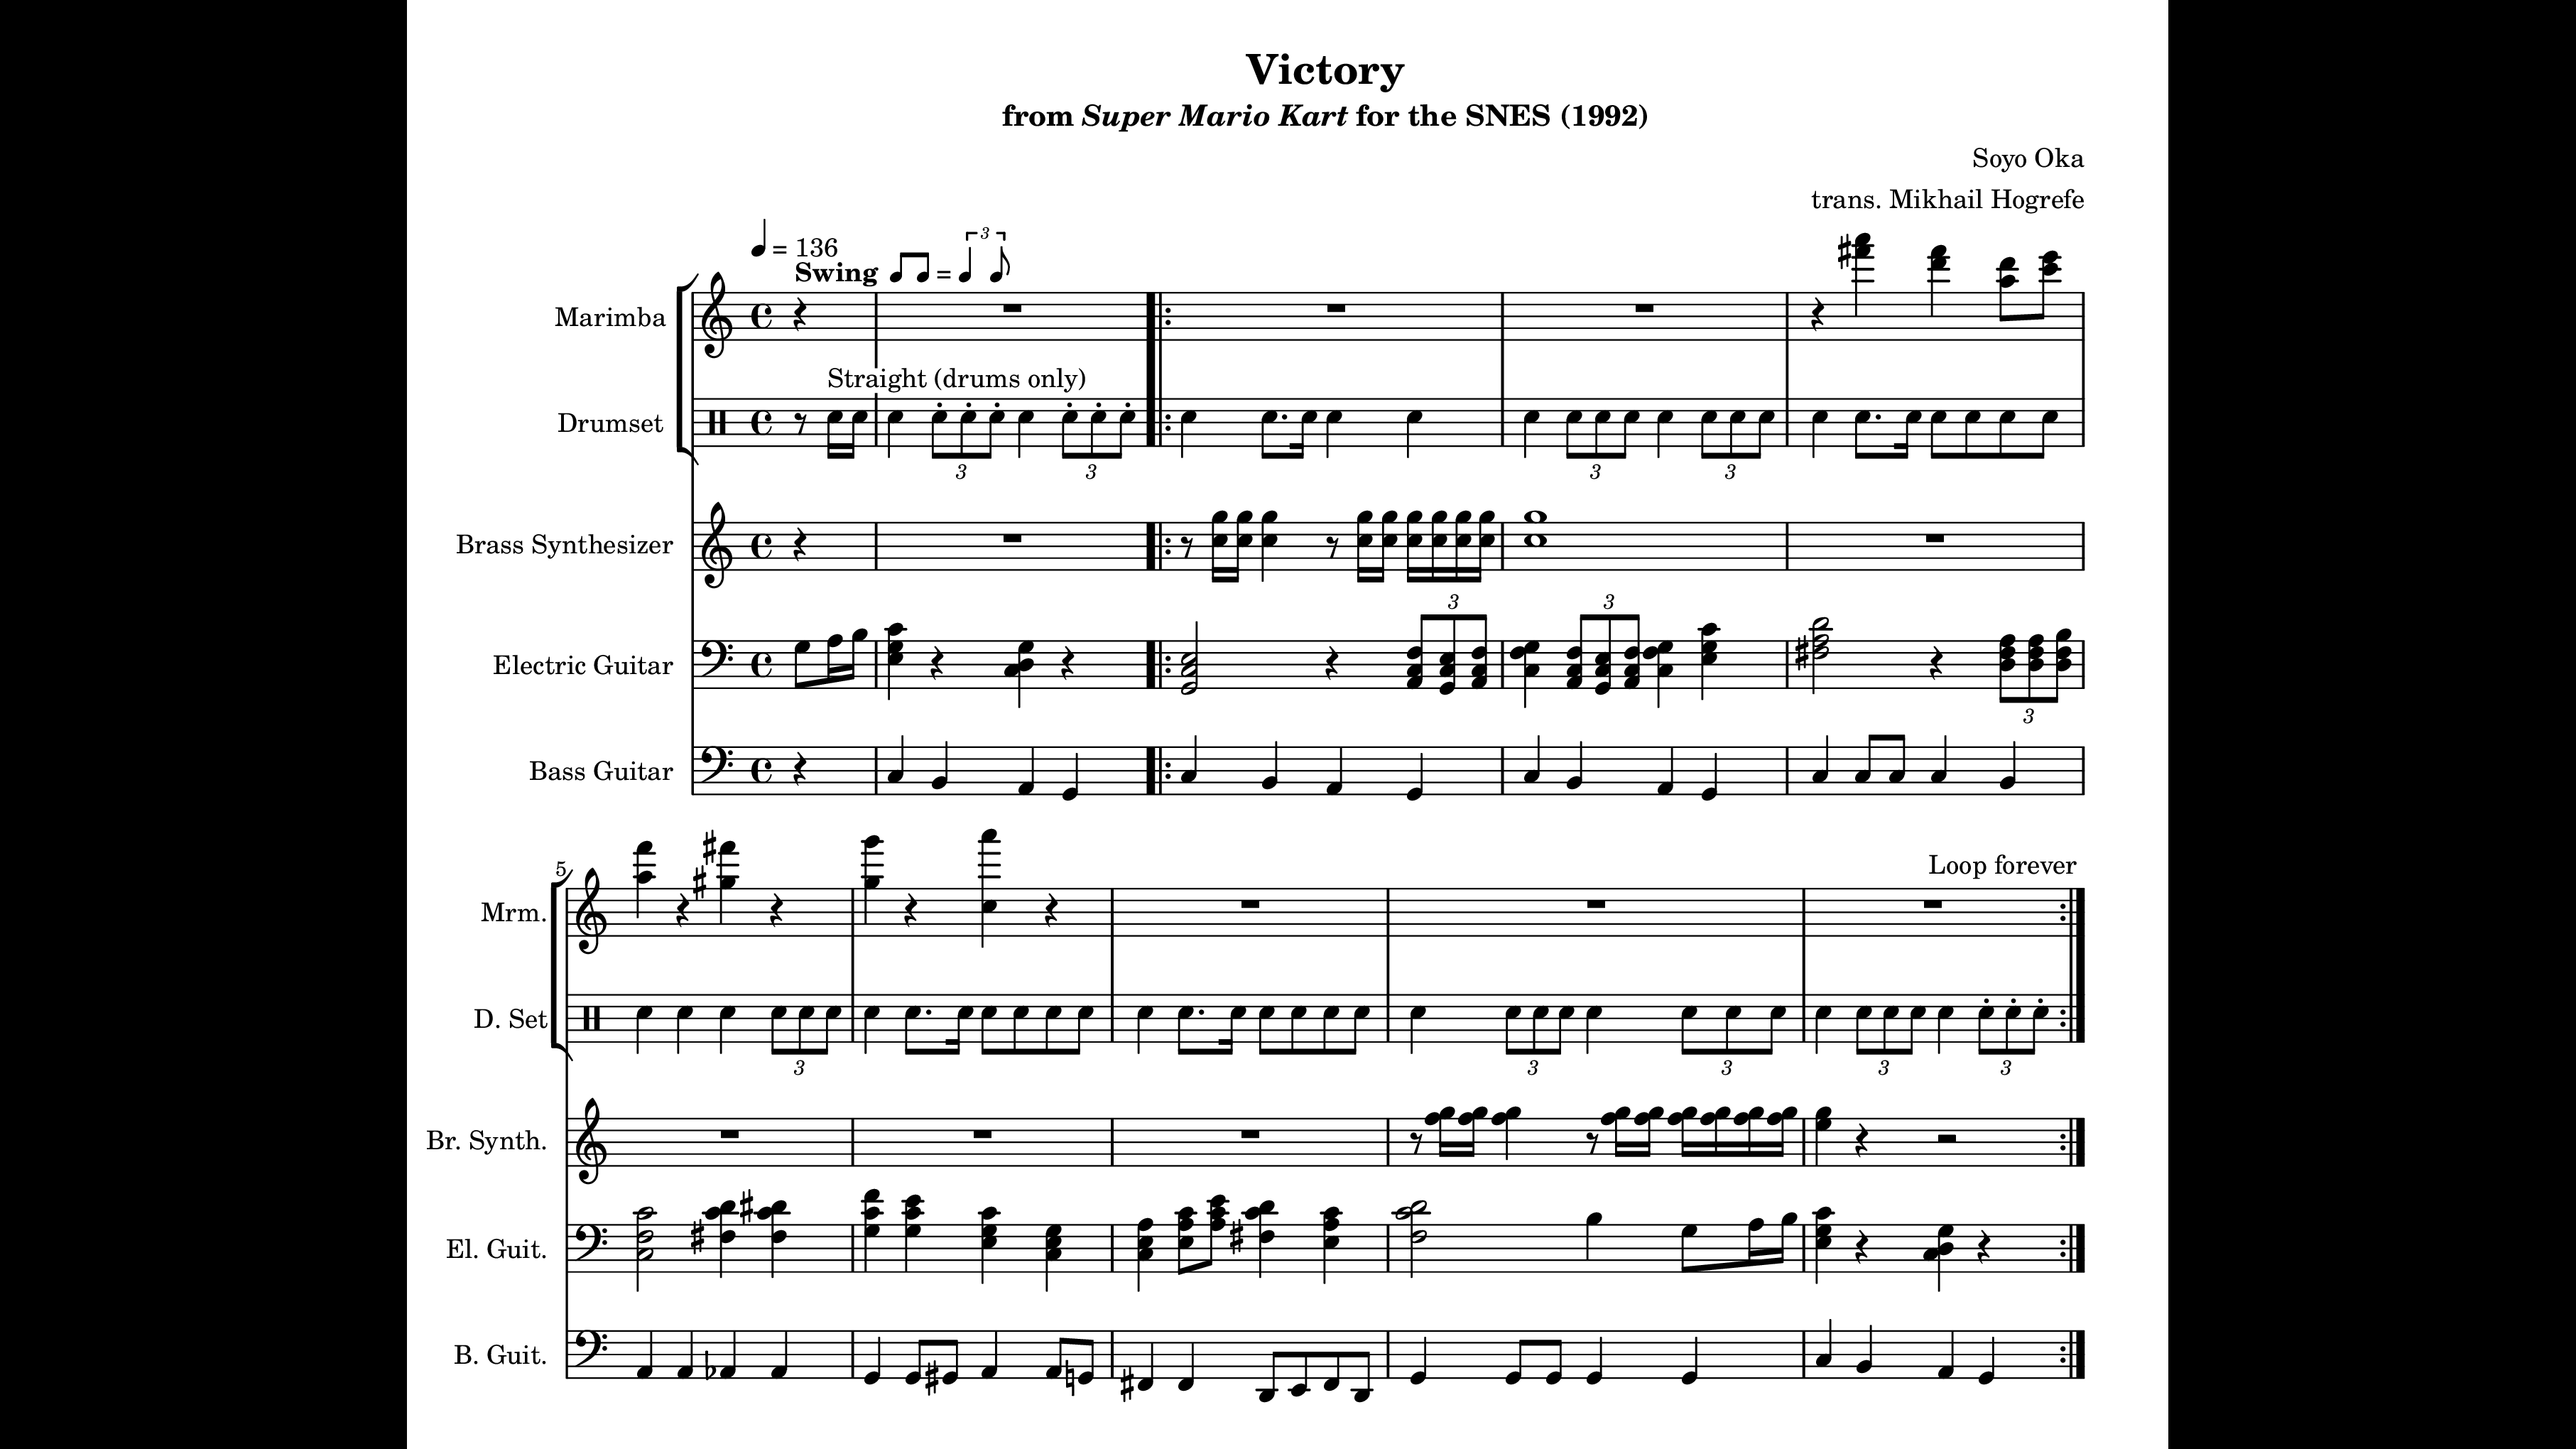 Victory
from Super Mario Kart for the SNES (1992)
Soyo Oka
trans. Mikhail Hogrefe
= 136
Swing = 3
Marimba
Straight (drums only)
Drumset
3 3 3 3
Brass Synthesizer
3 3
Electric Guitar
3
Bass Guitar
5
Loop forever
Mrm.
D. Set
3 3 3 3 3
Br. Synth.
El. Guit.
B. Guit.